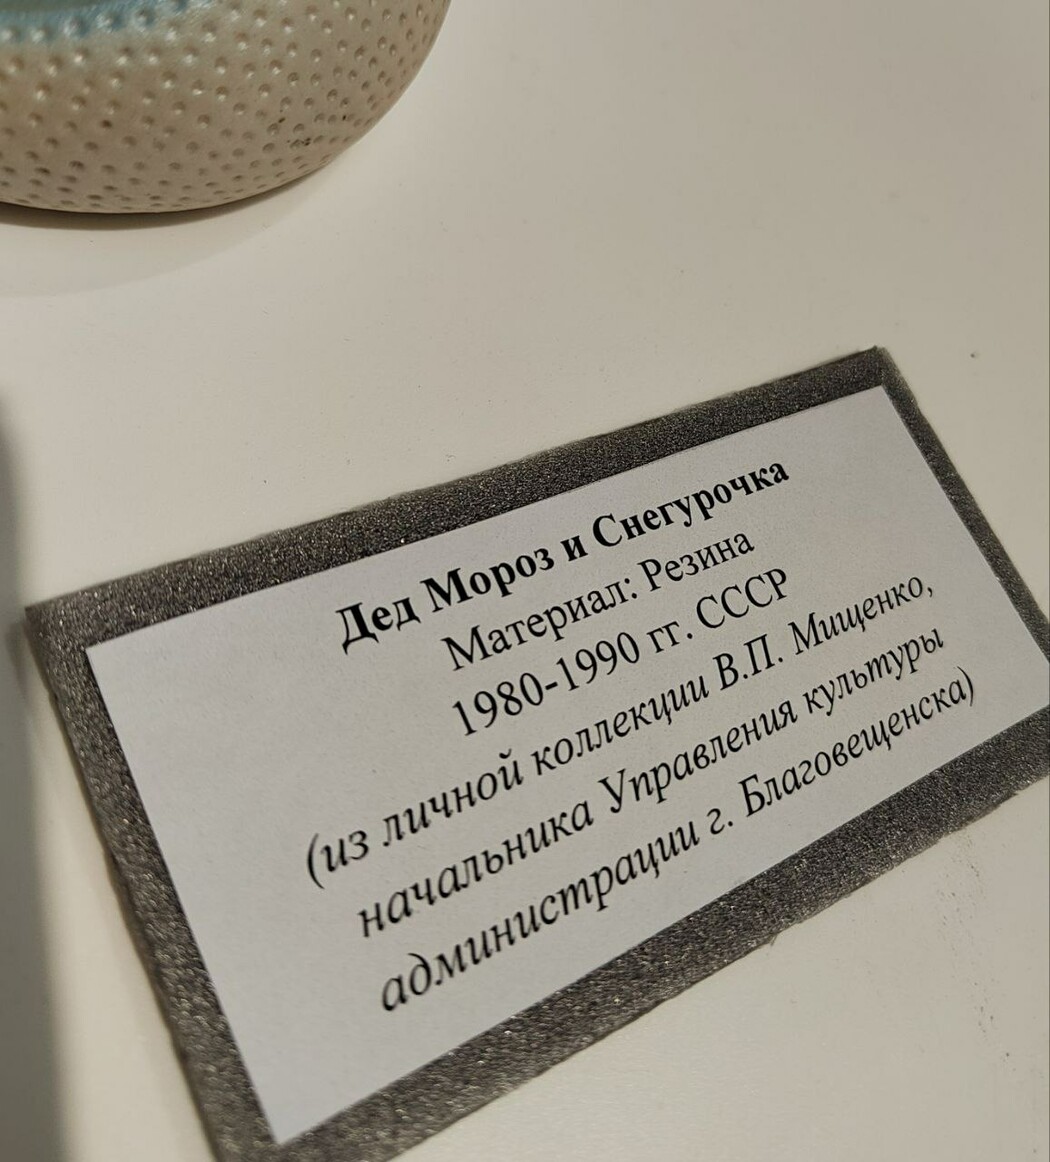 Дед Мороз и Снегурочка
Материал: Резина
1980-1990 гг. СССР
(из личной коллекции В.П. Мищенко,
начальника Управления культуры
администрации г. Благовещенска)